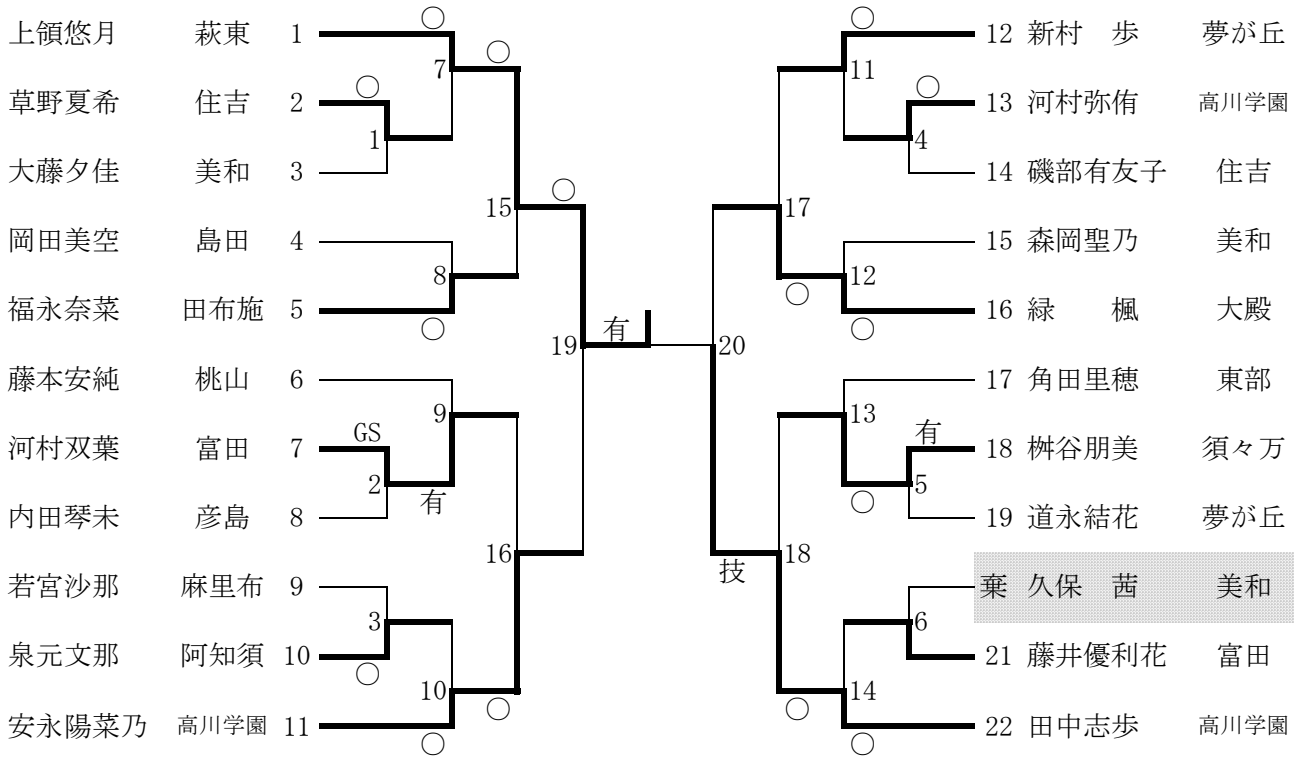 上領悠月 萩東 1
草野夏希 住吉 2
大藤夕佳 美和 3
岡田美空 島田 4
福永奈菜 田布施 5
藤本安純 桃山 6
河村双葉 富田 7
内田琴未 彦島 8
若宮沙那 麻里布 9
泉元文那 阿知須 10
安永陽菜乃 高川学園 11
○
○
7
○
1
○
15
8
○
9
GS
2
有
16
3
○
10
○
○
19
有
20
技
○
11
○
4
17
12
○
○
13
有
5
○
18
6
14
○
○
12 新村 歩 夢が丘
13 河村弥侑 高川学園
14 磯部有友子 住吉
15 森岡聖乃 美和
16 緑 楓 大殿
17 角田里穂 東部
18 桝谷朋美 須々万
19 道永結花 夢が丘
棄 久保 茜 美和
21 藤井優利花 富田
22 田中志歩 高川学園